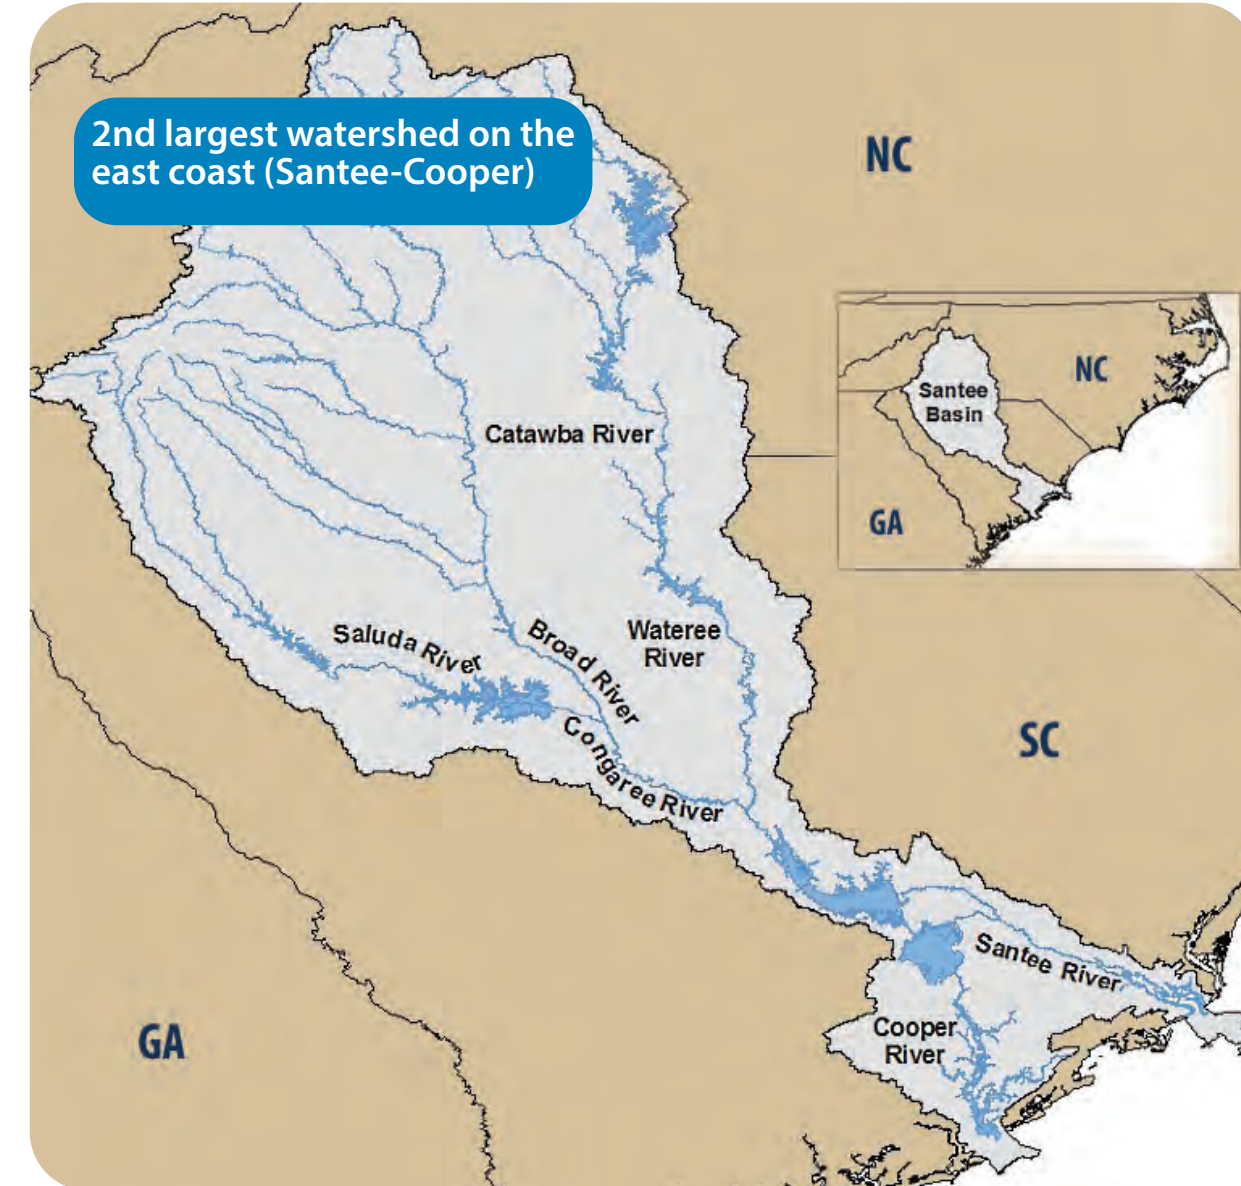 2nd largest watershed on the
east coast (Santee-Cooper)
NC
NC
Santee
Basin
GA
Catawba River
Saluda River
Broad River
Wateree
River
Congaree River
SC
Santee River
Cooper
River
GA